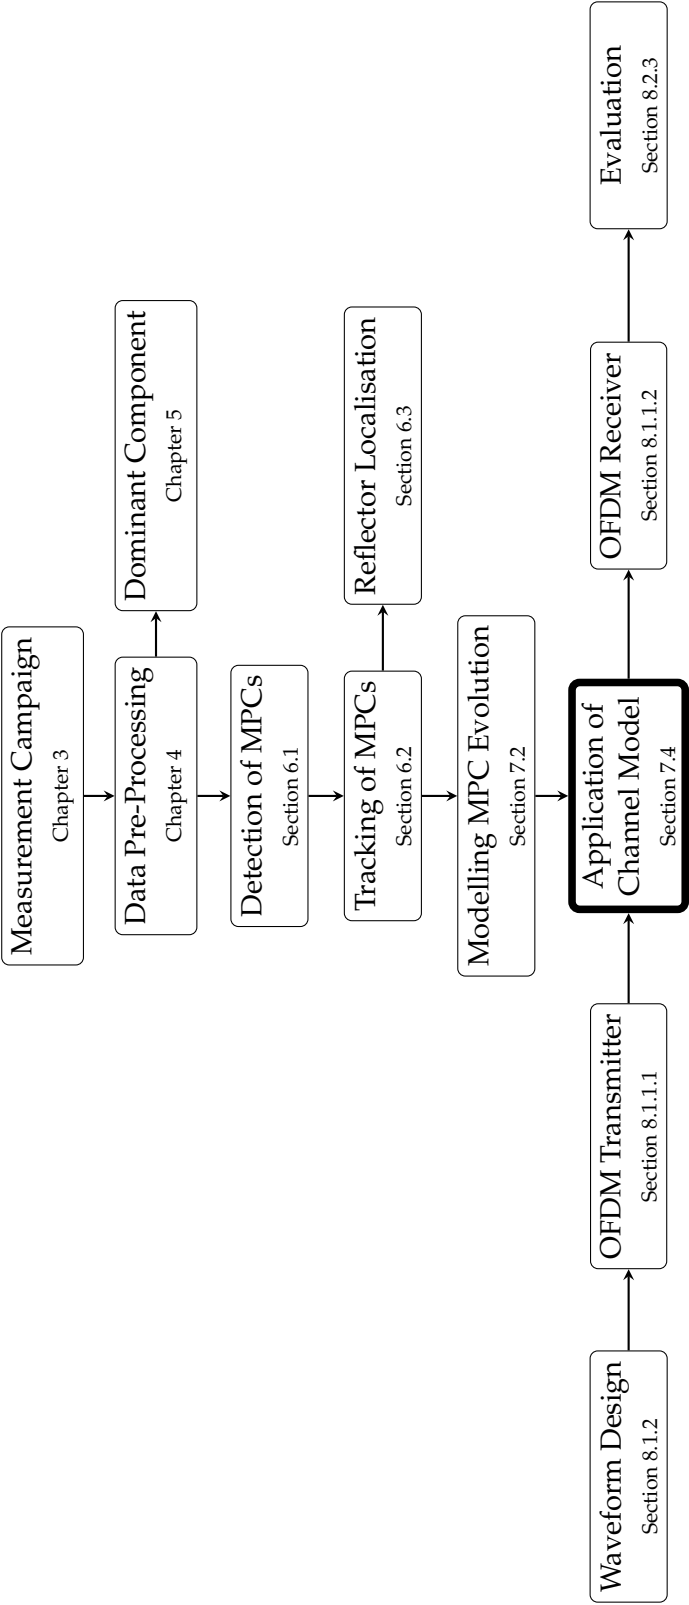 Measurement Campaign
Chapter 3
Data Pre-Processing
Chapter 4
Dominant Component
Chapter 5
Detection of MPCs
Section 6.1
Tracking of MPCs
Section 6.2
Reflector Localisation
Section 6.3
Modelling MPC Evolution
Section 7.2
Waveform Design
Section 8.1.2
OFDM Transmitter
Section 8.1.1.1
Application of
Channel Model
Section 7.4
OFDM Receiver
Section 8.1.1.2
Evaluation
Section 8.2.3